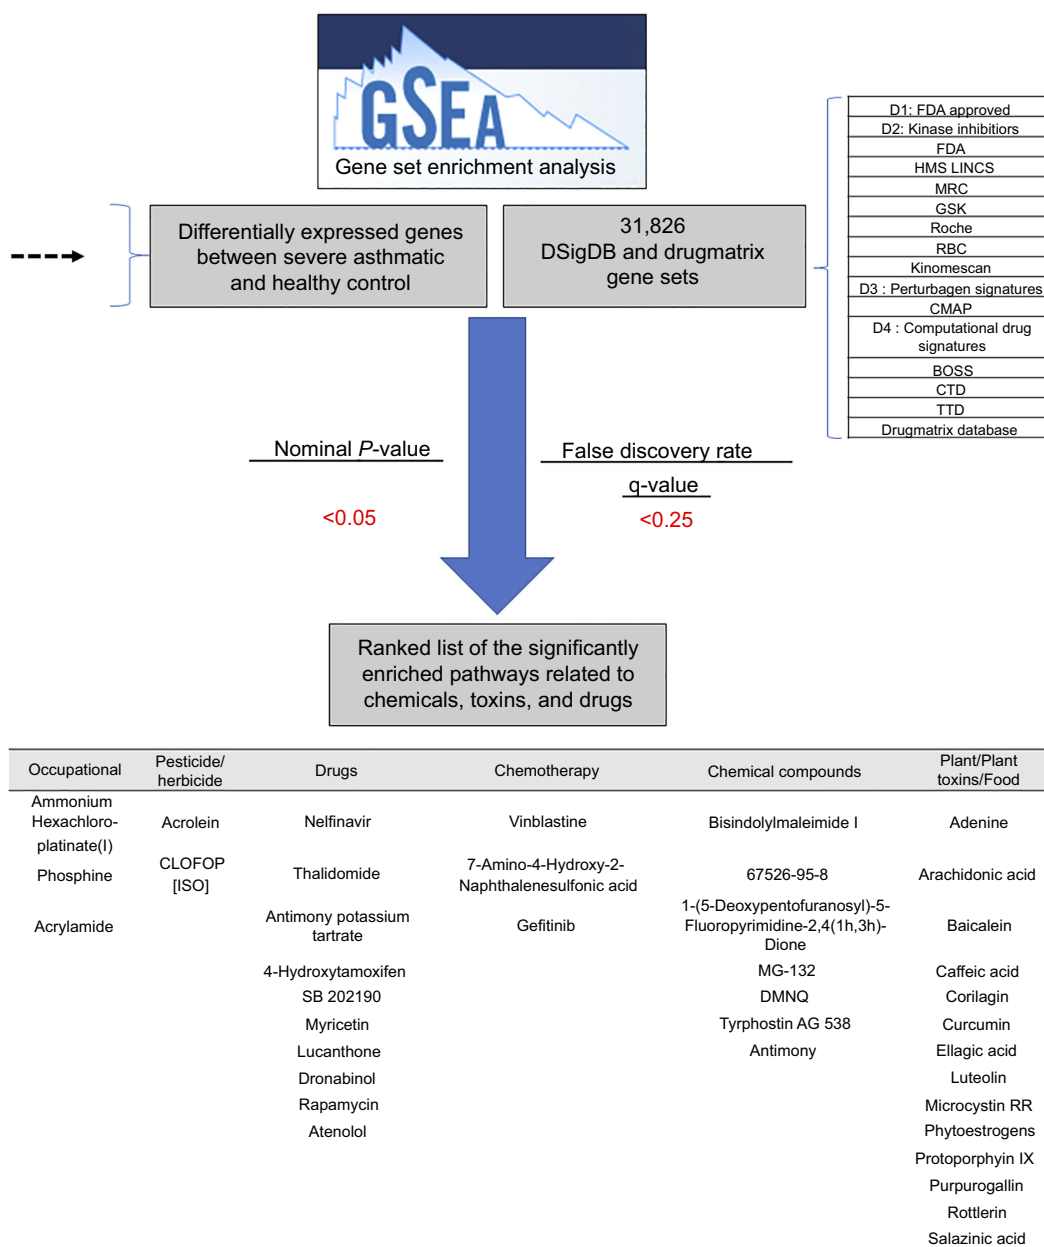 GSEA
Gene set enrichment analysis
Differentially expressed genes
between severe asthmatic
and healthy control
31,826
DSigDB and drugmatrix
gene sets
D1: FDA approved
D2: Kinase inhibitiors
FDA
HMS LINCS
MRC
GSK
Roche
RBC
Kinomescan
D3 : Perturbagen signatures
CMAP
D4 : Computational drug
signatures
BOSS
CTD
TTD
Drugmatrix database
Nominal P-value
<0.05
False discovery rate
q-value
<0.25
Ranked list of the significantly
enriched pathways related to
chemicals, toxins, and drugs
Occupational
Pesticide/
herbicide
Drugs
Chemotherapy
Chemical compounds
Plant/Plant
toxins/Food
Ammonium
Hexachloro-
platinate(I)
Acrolein
Nelfinavir
Vinblastine
Bisindolylmaleimide I
Adenine
Phosphine
CLOFOP
[ISO]
Thalidomide
7-Amino-4-Hydroxy-2-
Naphthalenesulfonic acid
67526-95-8
Arachidonic acid
Acrylamide
Antimony potassium
tartrate
Gefitinib
1-(5-Deoxypentofuranosyl)-5-
Fluoropyrimidine-2,4(1h,3h)-
Dione
Baicalein
4-Hydroxytamoxifen
MG-132
Caffeic acid
SB 202190
DMNQ
Corilagin
Myricetin
Tyrphostin AG 538
Curcumin
Lucanthone
Antimony
Ellagic acid
Dronabinol
Luteolin
Rapamycin
Microcystin RR
Atenolol
Phytoestrogens
Protoporphyin IX
Purpurogallin
Rottlerin
Salazinic acid